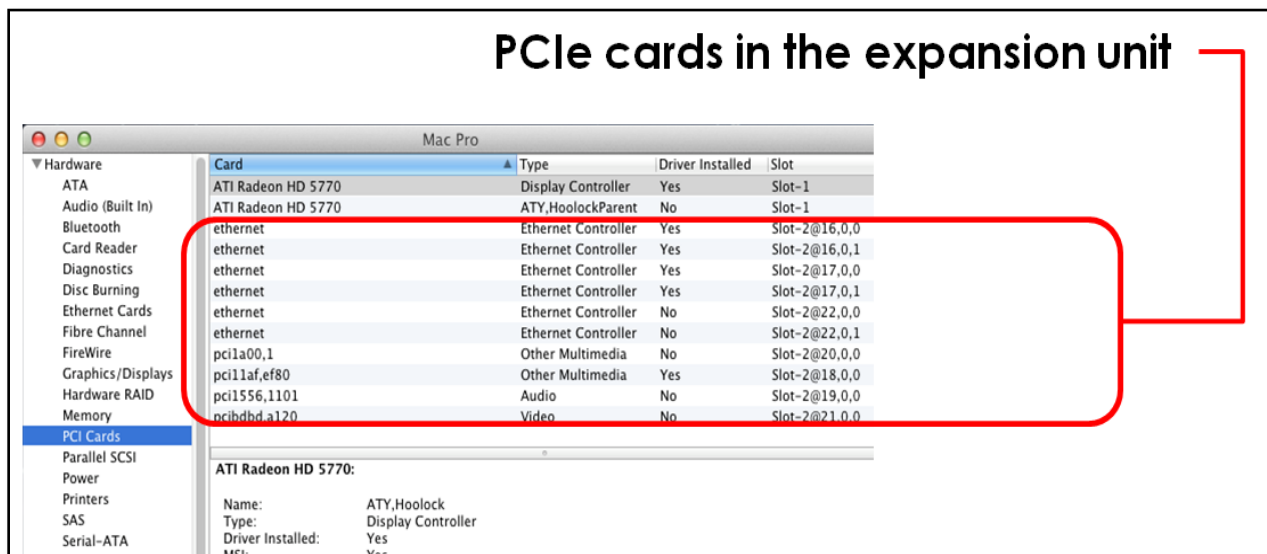 PCIe cards in the expansion unit
Mac Pro
Hardware
ATA
Audio (Built In)
Bluetooth
Card Reader
Diagnostics
Disc Burning
Ethernet Cards
Fibre Channel
FireWire
Graphics/Displays
Hardware RAID
Memory
PCI Cards
Parallel SCSI
Power
Printers
SAS
Serial-ATA
Card Type Driver Installed Slot
ATI Radeon HD 5770 Display Controller Yes Slot-1
ATI Radeon HD 5770 ATY,HoolockParent No Slot-1
ethernet Ethernet Controller Yes Slot-2@16,0,0
ethernet Ethernet Controller Yes Slot-2@16,0,1
ethernet Ethernet Controller Yes Slot-2@17,0,0
ethernet Ethernet Controller Yes Slot-2@17,0,1
ethernet Ethernet Controller No Slot-2@22,0,0
ethernet Ethernet Controller No Slot-2@22,0,1
pci1a00,1 Other Multimedia No Slot-2@20,0,0
pci11af,ef80 Other Multimedia Yes Slot-2@18,0,0
pci1556,1101 Audio No Slot-2@19,0,0
pcibdbd,a120 Video No Slot-2@21,0,0
ATI Radeon HD 5770:
Name: ATY,Hoolock
Type: Display Controller
Driver Installed: Yes
MSI: Yes